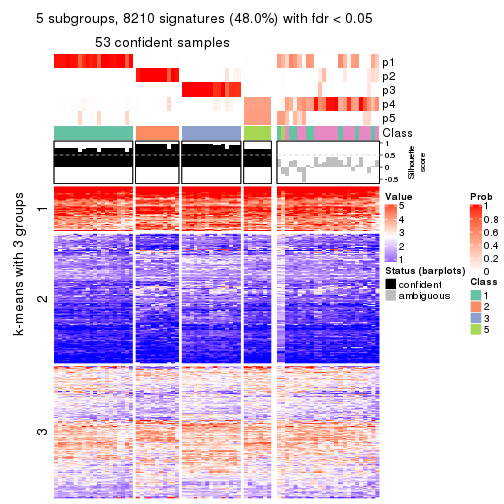 5 subgroups, 8210 signatures (48.0%) with fdr < 0.05
53 confident samples
p1
p2
p3
p4
p5
Class
1
0.5
0
-0.5
Silhouette
score
k-means with 3 groups
1
2
3
Value
5
4
3
2
1
Status (barplots)
confident
ambiguous
Prob
1
0.8
0.6
0.4
0.2
0
Class
1
2
3
5